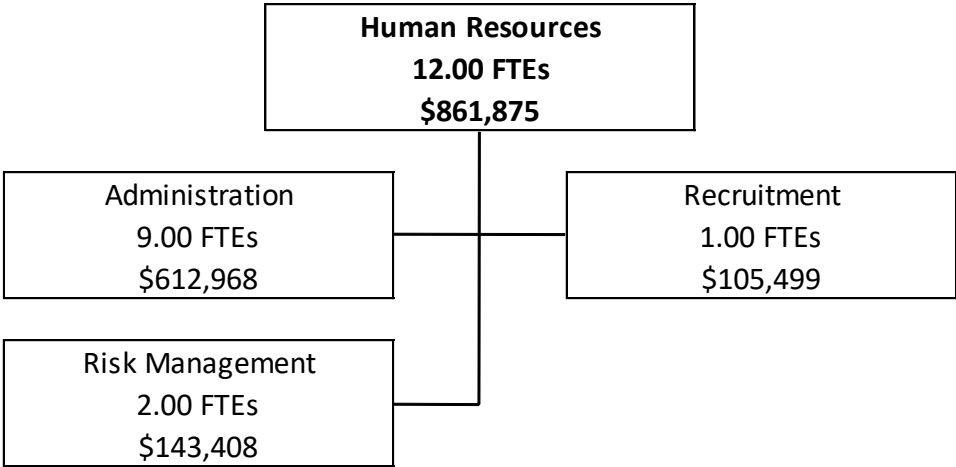 Human Resources
12.00 FTEs
$861,875
Administration
9.00 FTEs
$612,968
Recruitment
1.00 FTEs
$105,499
Risk Management
2.00 FTEs
$143,408